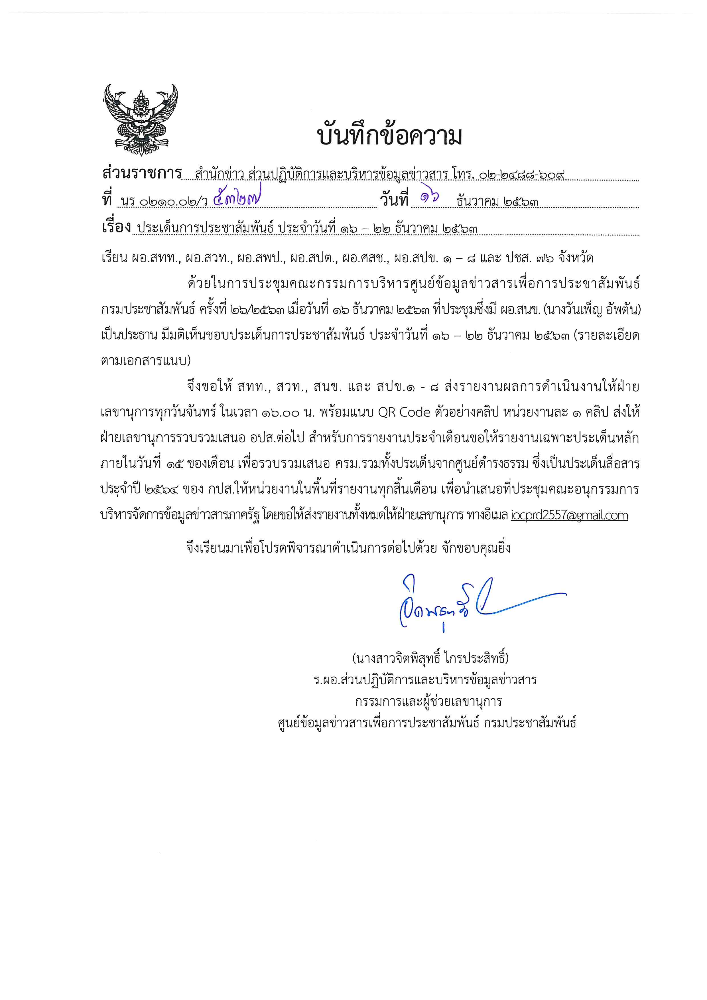 บันทึกข้อความ
ส่วนราชการ สำนักข่าว ส่วนปฏิบัติการและบริหารข้อมูลข่าวสาร โทร. ๐๒-๒๔๘๘-๖๐๙
ที่ นร ๐๒๑๐.๐๒/ว ๕๓๒๗ วันที่ ๑๖ ธันวาคม ๒๕๖๓
เรื่อง ประเด็นการประชาสัมพันธ์ ประจำวันที่ ๑๖ – ๒๒ ธันวาคม ๒๕๖๓
เรียน ผอ.สทท., ผอ.สวท., ผอ.สพป., ผอ.สปต., ผอ.ศสช., ผอ.สปข. ๑ – ๘ และ ปชส. ๗๖ จังหวัด
ด้วยในการประชุมคณะกรรมการบริหารศูนย์ข้อมูลข่าวสารเพื่อการประชาสัมพันธ์
กรมประชาสัมพันธ์ ครั้งที่ ๒๖/๒๕๖๓ เมื่อวันที่ ๑๖ ธันวาคม ๒๕๖๓ ที่ประชุมซึ่งมี ผอ.สนข. (นางวันเพ็ญ อัพตัน)
เป็นประธาน มีมติเห็นชอบประเด็นการประชาสัมพันธ์ ประจำวันที่ ๑๖ – ๒๒ ธันวาคม ๒๕๖๓ (รายละเอียด
ตามเอกสารแนบ)
จึงขอให้ สทท., สวท., สนข. และ สปข.๑ - ๘ ส่งรายงานผลการดำเนินงานให้ฝ่าย
เลขานุการทุกวันจันทร์ ในเวลา ๑๖.๐๐ น. พร้อมแนบ QR Code ตัวอย่างคลิป หน่วยงานละ ๑ คลิป ส่งให้
ฝ่ายเลขานุการรวบรวมเสนอ อปส.ต่อไป สำหรับการรายงานประจำเดือนขอให้รายงานเฉพาะประเด็นหลัก
ภายในวันที่ ๑๕ ของเดือน เพื่อรวบรวมเสนอ ครม.รวมทั้งประเด็นจากศูนย์ดำรงธรรม ซึ่งเป็นประเด็นสื่อสาร
ประจำปี ๒๕๖๔ ของ กปส.ให้หน่วยงานในพื้นที่รายงานทุกสิ้นเดือน เพื่อนำเสนอที่ประชุมคณะอนุกรรมการ
บริหารจัดการข้อมูลข่าวสารภาครัฐ โดยขอให้ส่งรายงานทั้งหมดให้ฝ่ายเลขานุการ ทางอีเมล iocprd2557@gmail.com
จึงเรียนมาเพื่อโปรดพิจารณาดำเนินการต่อไปด้วย จักขอบคุณยิ่ง
(นางสาวจิตพิสุทธิ์ ไกรประสิทธิ์)
ร.ผอ.ส่วนปฏิบัติการและบริหารข้อมูลข่าวสาร
กรรมการและผู้ช่วยเลขานุการ
ศูนย์ข้อมูลข่าวสารเพื่อการประชาสัมพันธ์ กรมประชาสัมพันธ์